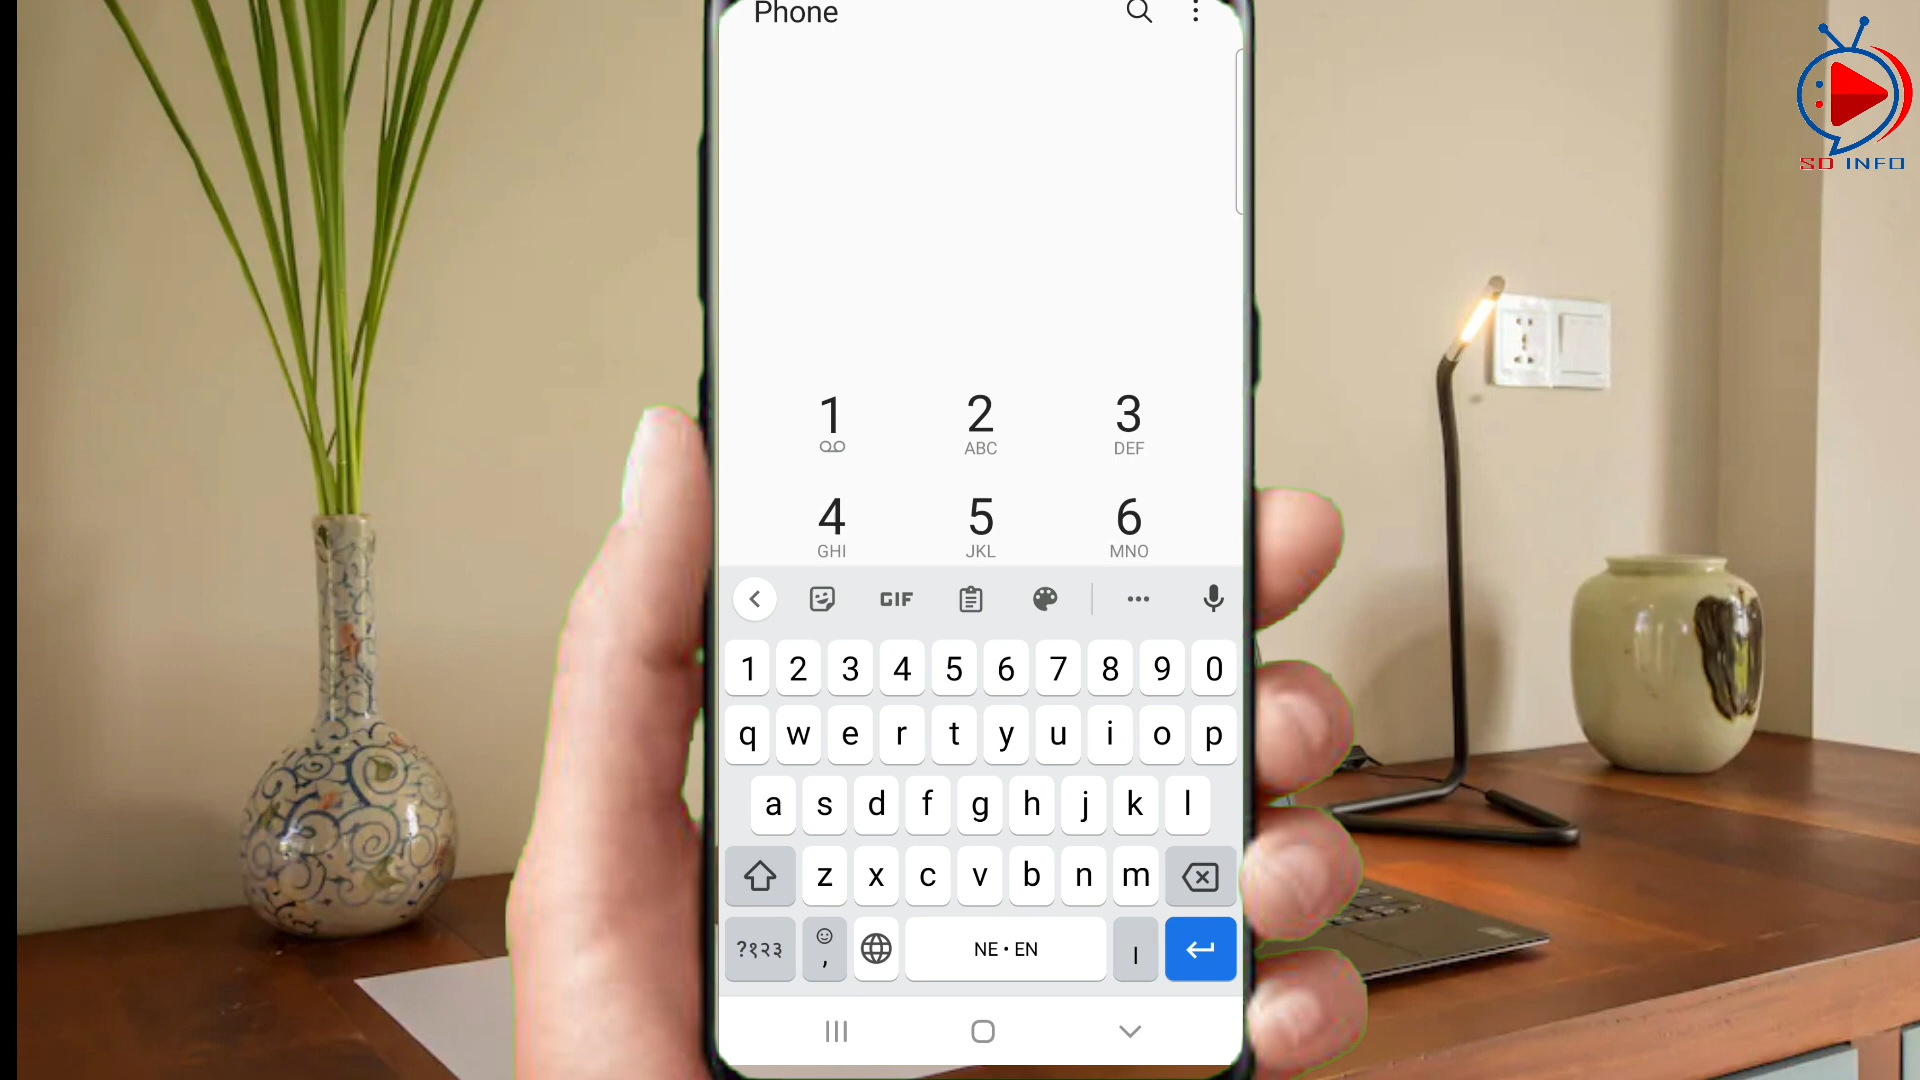 Phone
SD INFO
1 2 3
ABC DEF
4 5 6
GHI JKL MNO
GIF
1 2 3 4 5 6 7 8 9 0
q w e r t y u i o p
a s d f g h j k l
z x c v b n m
?१२३ , NE • EN ।